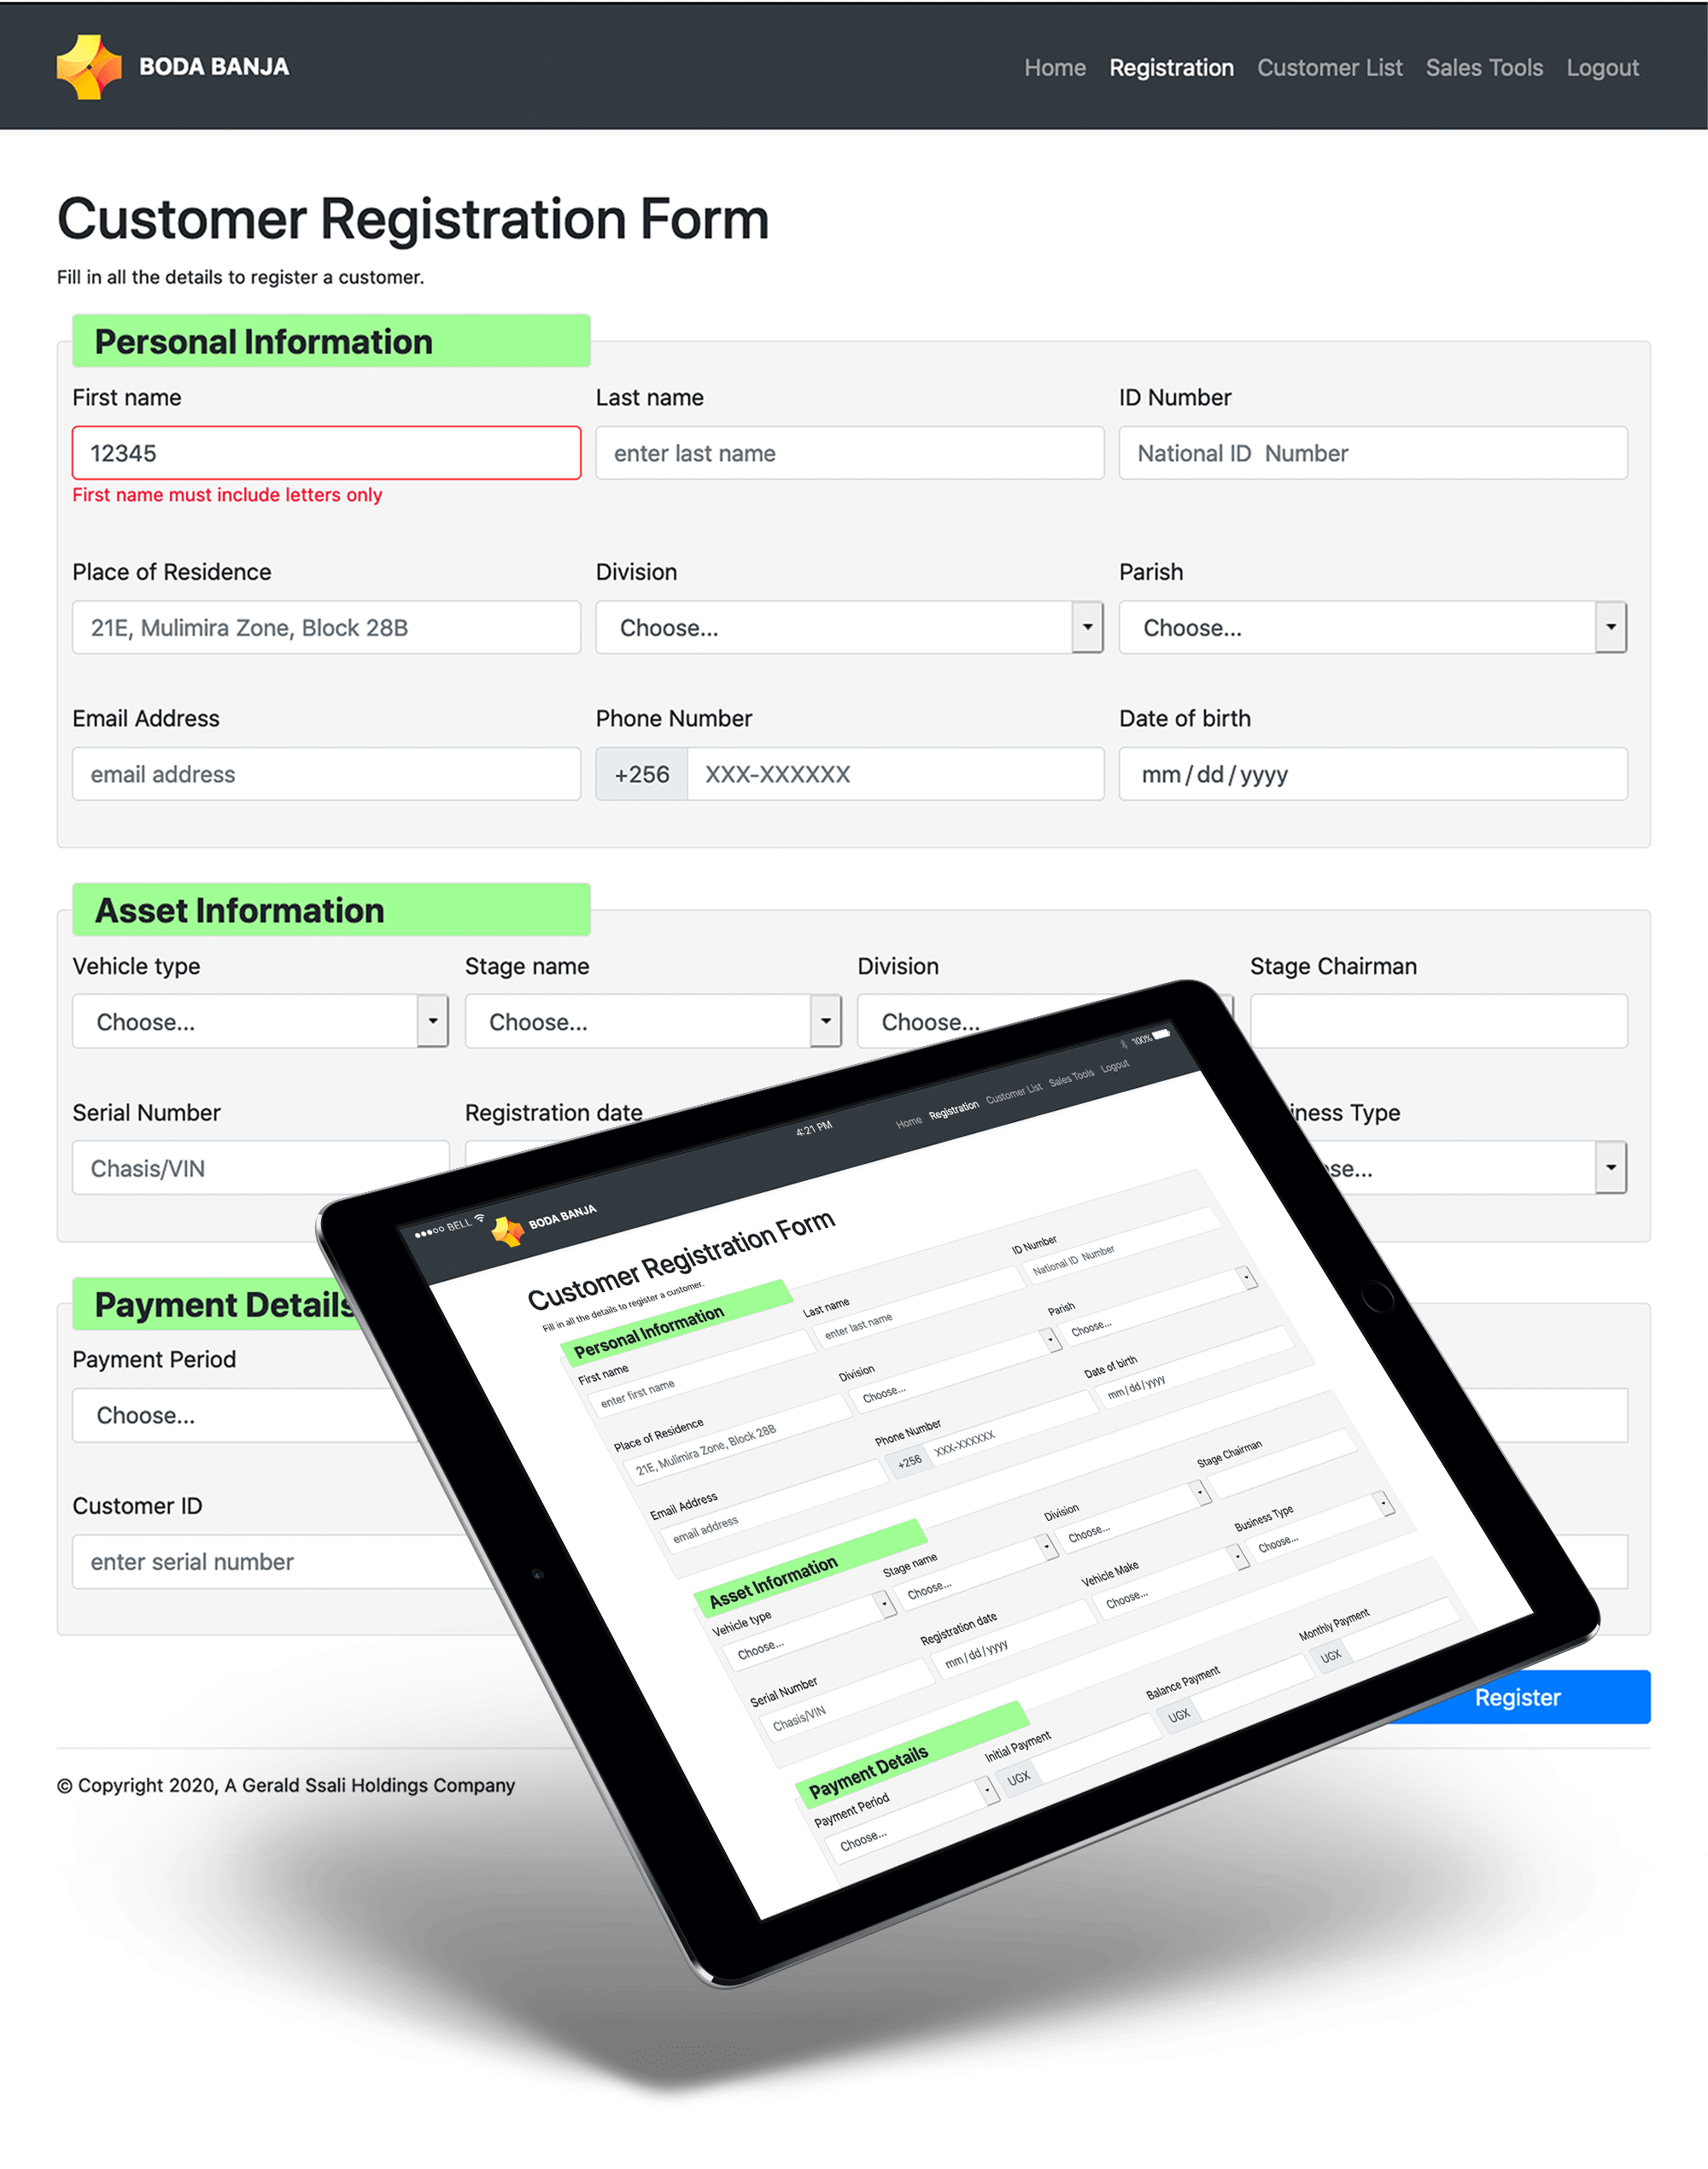 BODA BANJA
Home Registration Customer List Sales Tools Logout
Customer Registration Form
Fill in all the details to register a customer.
Personal Information
First name Last name ID Number
12345 enter last name National ID Number
First name must include letters only
Place of Residence Division Parish
21E, Mulimira Zone, Block 28B Choose... Choose...
Email Address Phone Number Date of birth
email address +256 XXX-XXXXXX mm/dd/yyyy
Asset Information
Vehicle type Stage name Division Stage Chairman
Choose... Choose... Choose...
Serial Number Registration date iness Type
Chasis/VIN se...
Payment Details
Payment Period
Choose...
Customer ID
enter serial number
Register
© Copyright 2020, A Gerald Ssali Holdings Company
BELL 4:21 PM 100%
BODA BANJA
Home Registration Customer List Sales Tools Logout
Customer Registration Form
Fill in all the details to register a customer.
Personal Information
First name Last name ID Number
enter first name enter last name National ID Number
Place of Residence Division Parish
21E, Mulimira Zone, Block 28B Choose... Choose...
Email Address Phone Number Date of birth
email address +256 XXX-XXXXXX mm/dd/yyyy
Asset Information
Vehicle type Stage name Division Stage Chairman
Choose... Choose... Choose...
Serial Number Registration date Vehicle Make Business Type
Chasis/VIN mm/dd/yyyy Choose... Choose...
Payment Details
Payment Period Initial Payment Balance Payment Monthly Payment
Choose... UGX UGX UGX